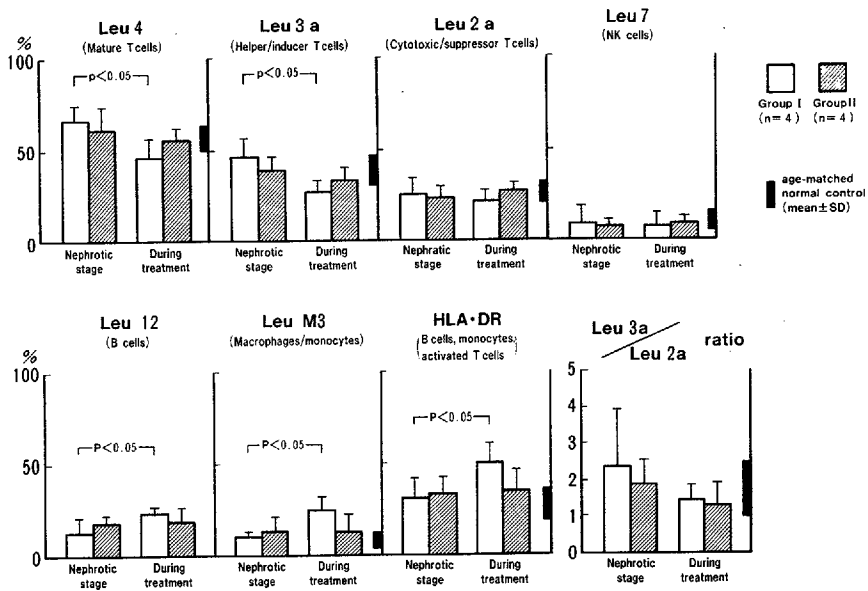 Leu 4
(Mature T cells)
Leu 3 a
(Helper/inducer T cells)
Leu 2 a
(Cytotoxic/suppressor T cells)
Leu 7
(NK cells)
%
100
50
0
p<0.05
p<0.05
Nephrotic stage
During treatment
Nephrotic stage
During treatment
Nephrotic stage
During treatment
Nephrotic stage
During treatment
Group I
(n= 4)
Group II
(n= 4)
age-matched
normal control
(mean±SD)
Leu 12
(B cells)
Leu M3
(Macrophages/monocytes)
HLA・DR
(B cells, monocytes,
activated T cells)
Leu 3a
Leu 2a
ratio
%
100
50
0
P<0.05
P<0.05
P<0.05
5
4
3
2
1
0
Nephrotic stage
During treatment
Nephrotic stage
During treatment
Nephrotic stage
During treatment
Nephrotic stage
During treatment